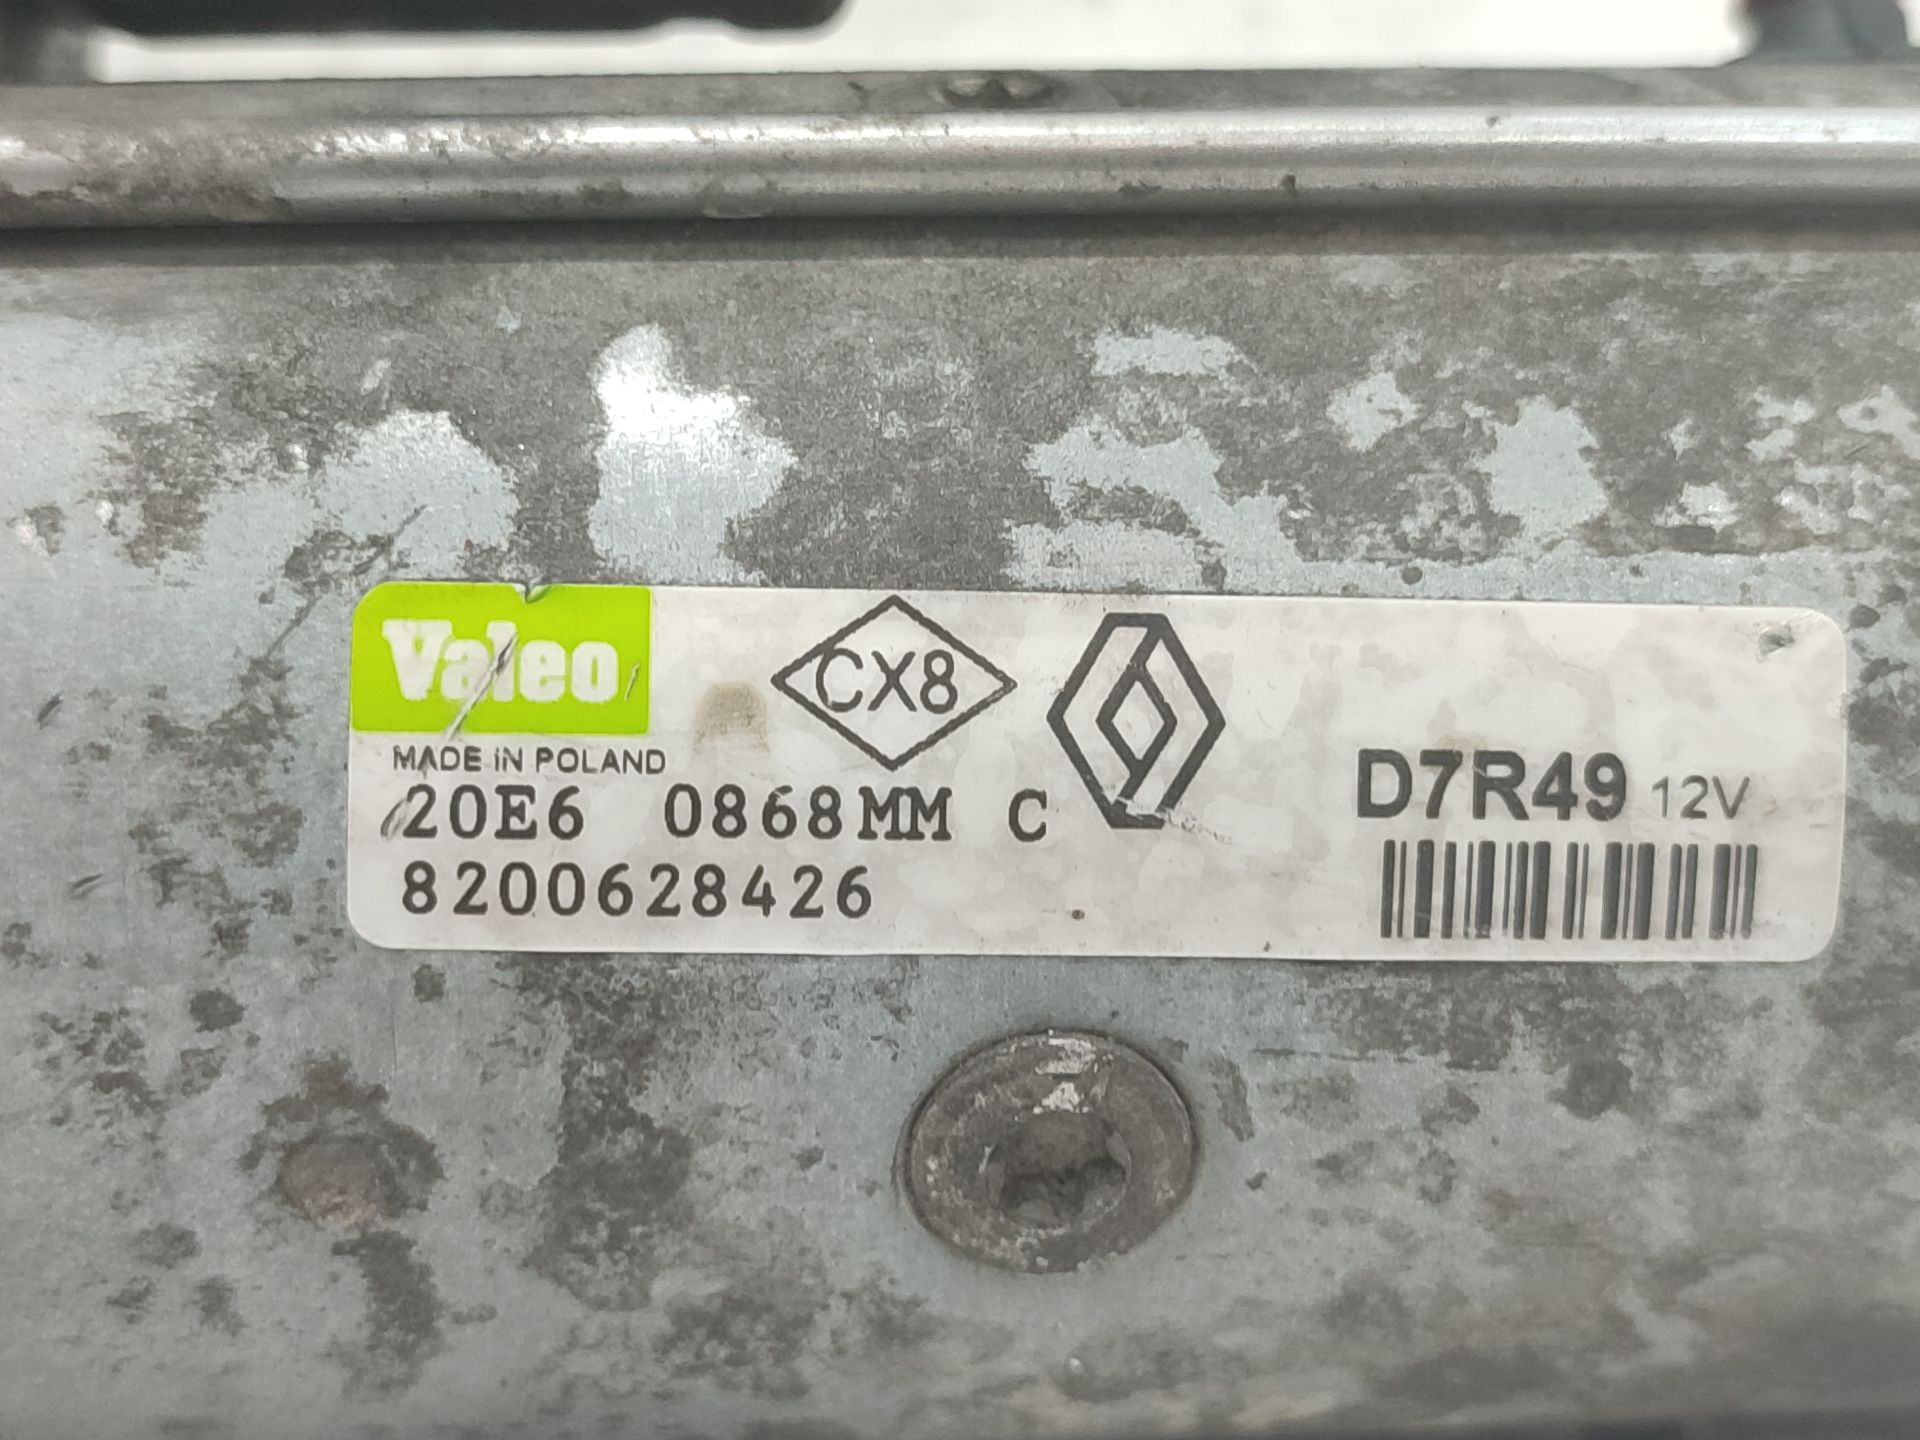 Valeo
CX8
MADE IN POLAND
20E6 0868MM C
D7R49 12V
8200628426